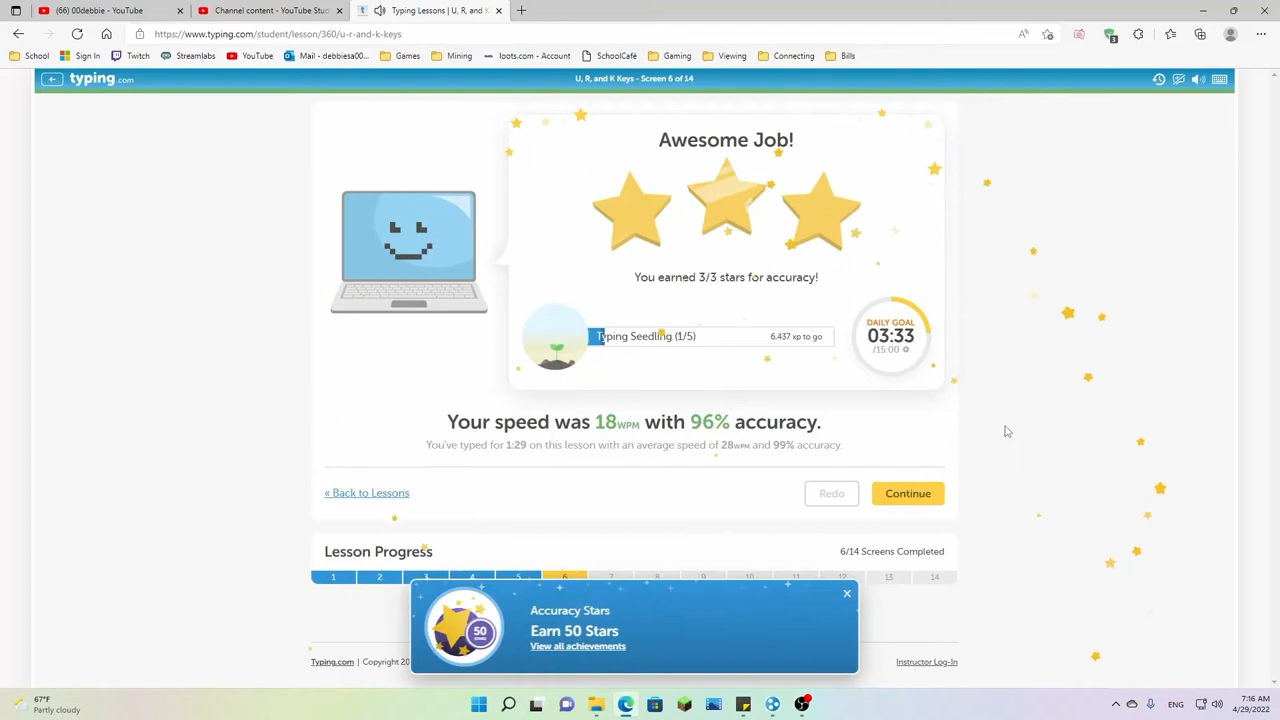 (66) 00debbie - YouTube
Channel content - YouTube Stud
Typing Lessons | U, R, and K
https://www.typing.com/student/lesson/360/u-r-and-k-keys
School
Sign In
Twitch
Streamlabs
YouTube
Mail - debbiesa00...
Games
Mining
loots.com - Account
SchoolCafé
Gaming
Viewing
Connecting
Bills
typing.com
U, R, and K Keys - Screen 6 of 14
Awesome Job!
You earned 3/3 stars for accuracy!
Typing Seedling (1/5)
6,437 xp to go
DAILY GOAL
03:33
/15:00
Your speed was 18WPM with 96% accuracy.
You've typed for 1:29 on this lesson with an average speed of 28WPM and 99% accuracy.
« Back to Lessons
Redo
Continue
Lesson Progress
6/14 Screens Completed
1 2 3 4 5 6 7 8 9 10 11 12 13 14
50
STARS
Accuracy Stars
Earn 50 Stars
View all achievements
Typing.com | Copyright 20
Instructor Log-In
67°F
Partly cloudy
ENG
7:16 AM
4/29/2022